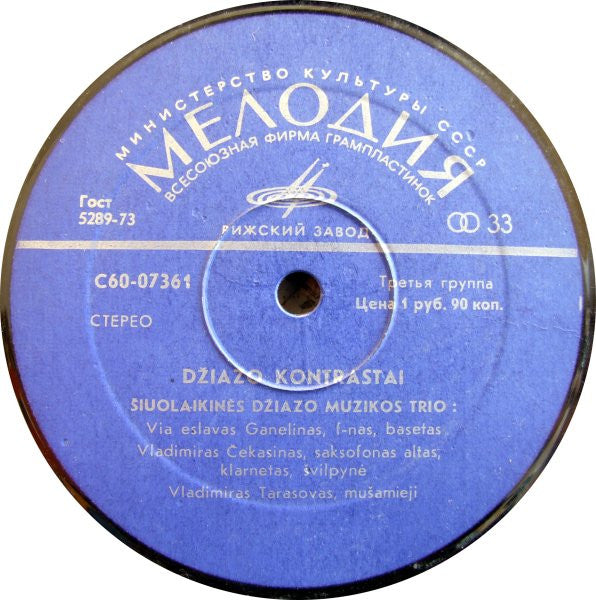 МИНИСТЕРСТВО КУЛЬТУРЫ СССР
МЕЛОДИЯ
ВСЕСОЮЗНАЯ ФИРМА ГРАМПЛАСТИНОК
Гост
5289-73
РИЖСКИЙ ЗАВОД
33
С60-07361
Третья группа
Цена 1 руб. 90 коп.
СТЕРЕО
DŽIAZO KONTRASTAI
ŠIUOLAIKINĖS DŽIAZO MUZIKOS TRIO :
Via eslavas Ganelinas, f-nas, basetas
Vladimiras Čekasinas, saksofonas altas,
klarnetas, švilpynė
Vladimiras Tarasovas, mušamieji